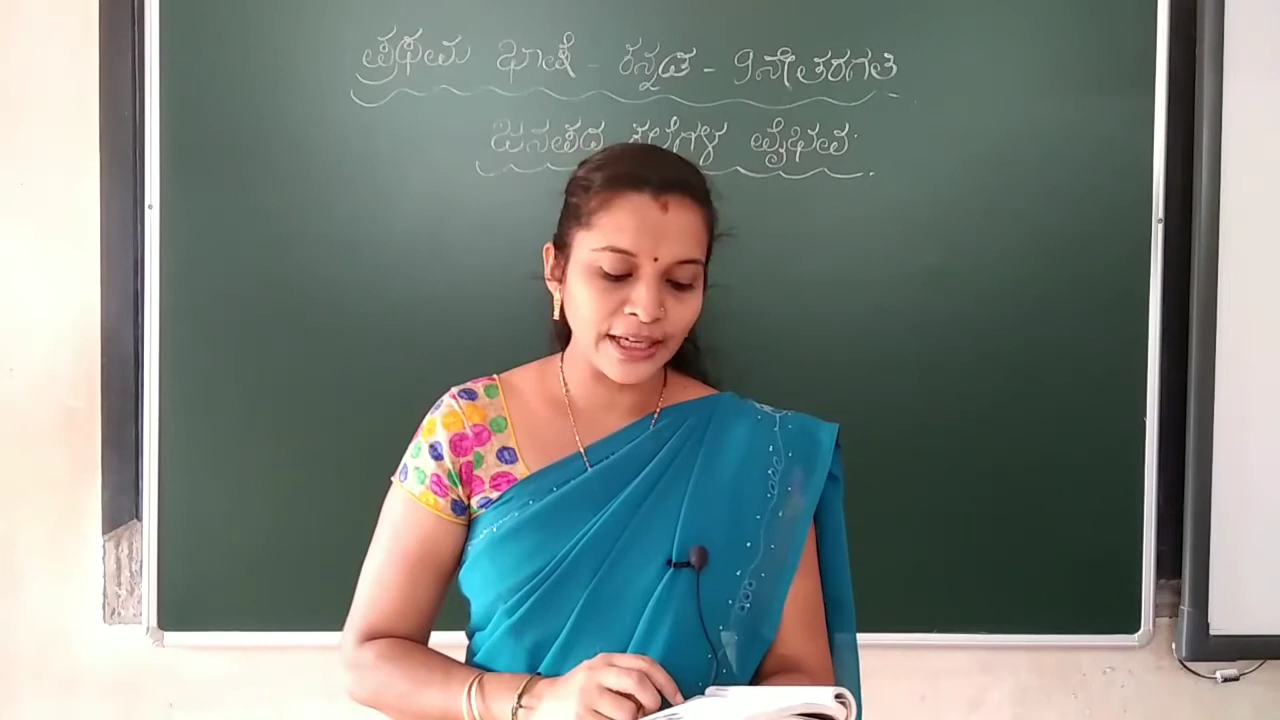 ಪ್ರಥಮ ಭಾಷೆ - ಕನ್ನಡ - 9ನೇ ತರಗತಿ
ಜನಪದ ಕಲೆಗಳ ವೈಭವ